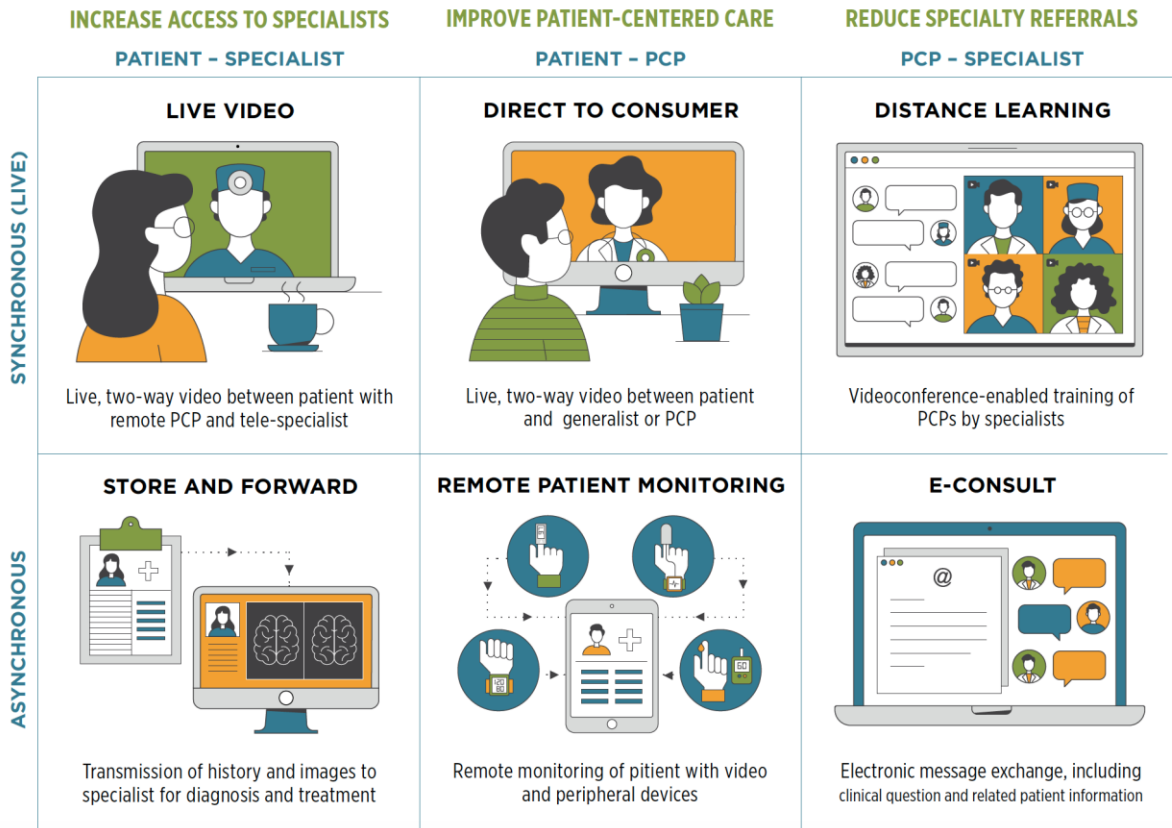 INCREASE ACCESS TO SPECIALISTS
PATIENT – SPECIALIST
IMPROVE PATIENT-CENTERED CARE
PATIENT – PCP
REDUCE SPECIALTY REFERRALS
PCP – SPECIALIST
SYNCHRONOUS (LIVE)
LIVE VIDEO
Live, two-way video between patient with
remote PCP and tele-specialist
DIRECT TO CONSUMER
Live, two-way video between patient
and generalist or PCP
DISTANCE LEARNING
Videoconference-enabled training of
PCPs by specialists
ASYNCHRONOUS
STORE AND FORWARD
Transmission of history and images to
specialist for diagnosis and treatment
REMOTE PATIENT MONITORING
120
80
60
Remote monitoring of pitient with video
and peripheral devices
E-CONSULT
@
Electronic message exchange, including
clinical question and related patient information